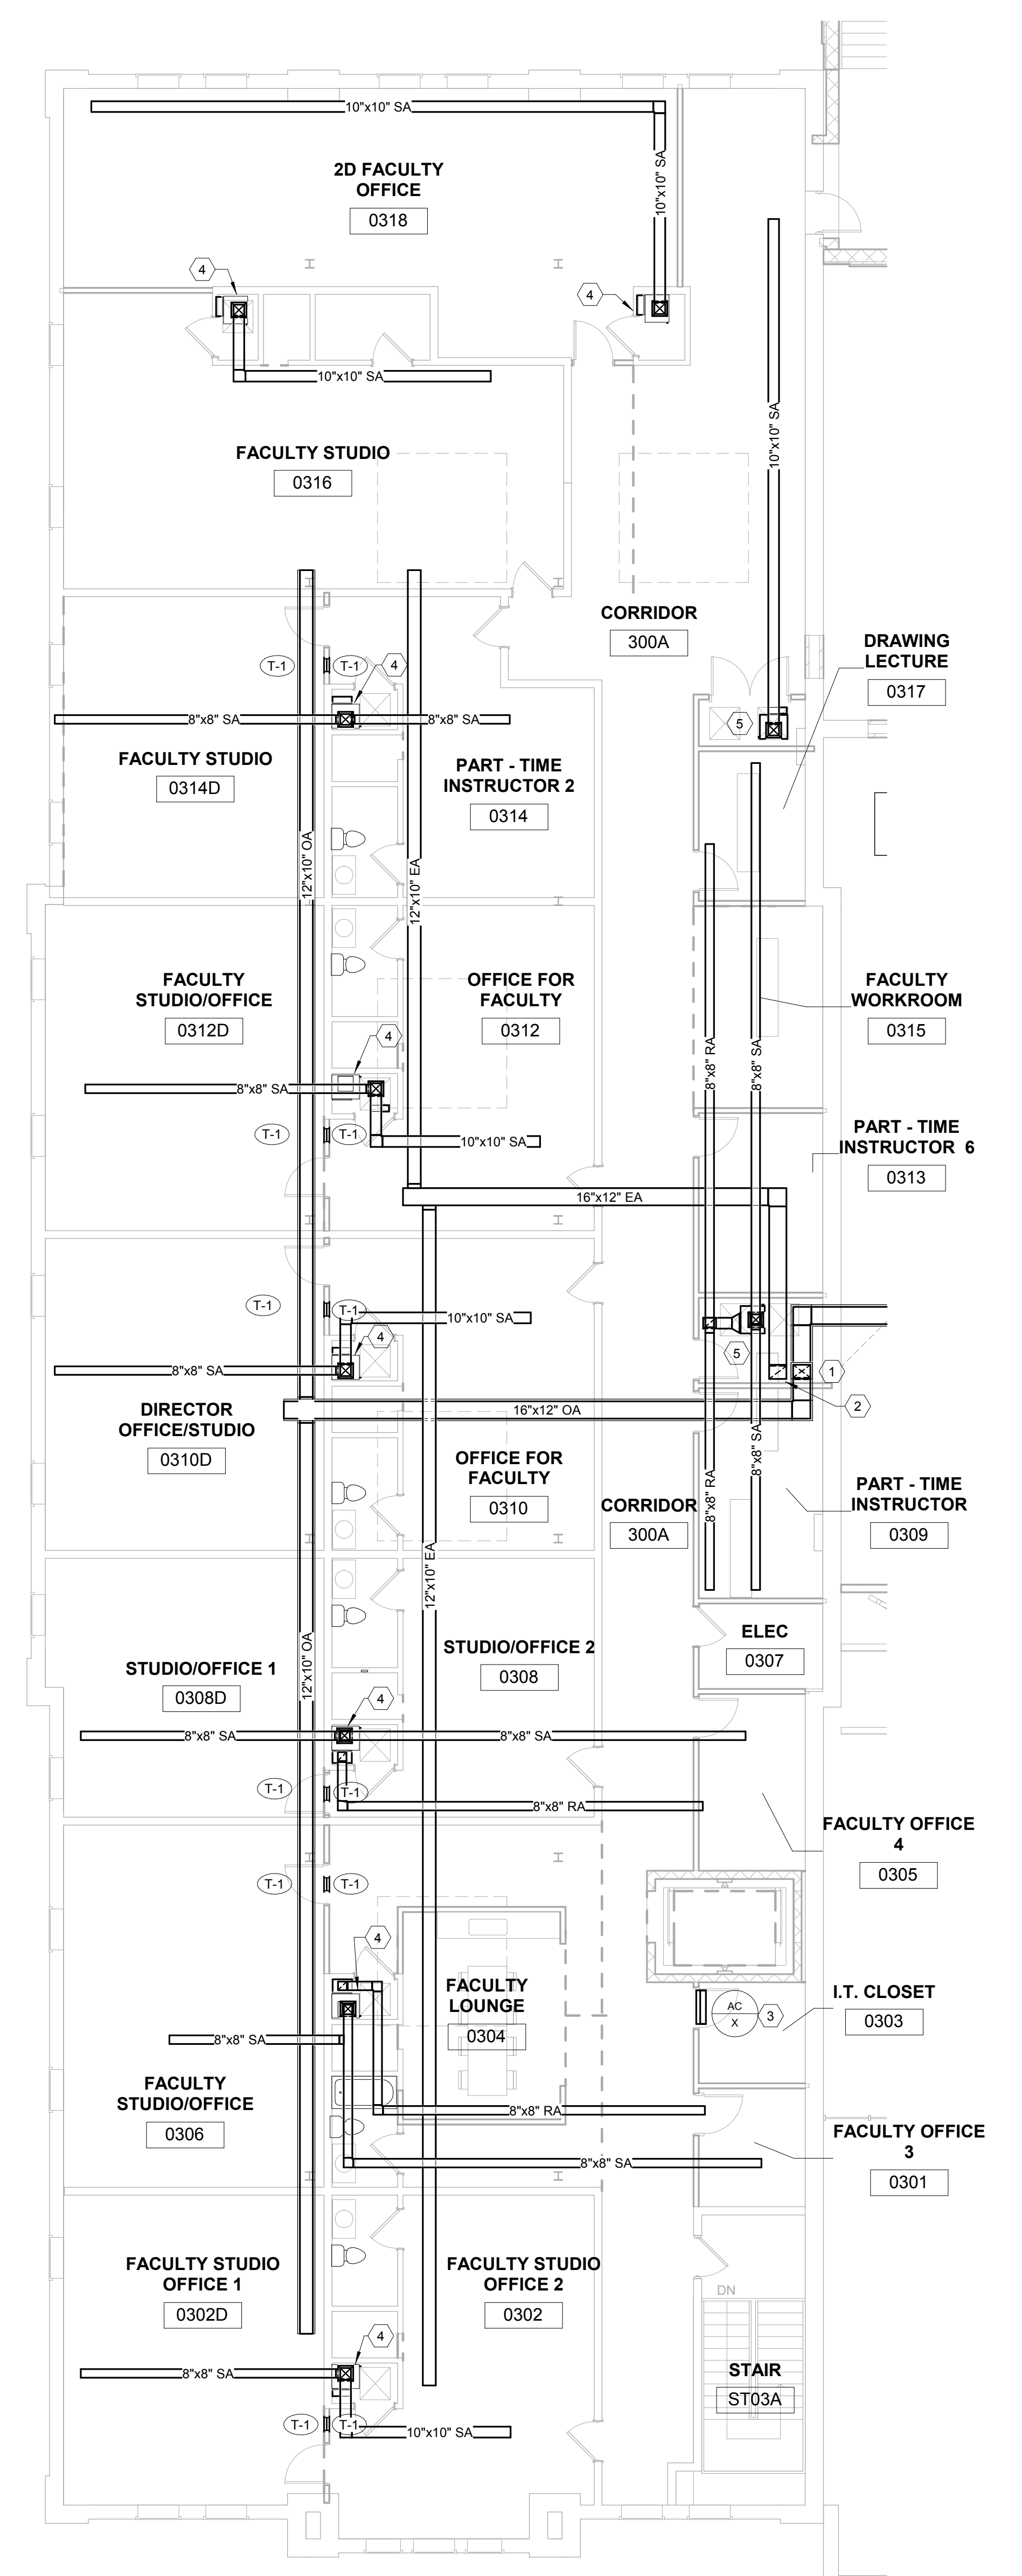 10"x10" SA
10"x10" SA
2D FACULTY
OFFICE
0318
4
4
10"x10" SA
10"x10" SA
FACULTY STUDIO
0316
CORRIDOR
300A
DRAWING
LECTURE
0317
T-1
T-1
4
8"x8" SA
8"x8" SA
5
FACULTY STUDIO
0314D
PART - TIME
INSTRUCTOR 2
0314
12"x10" OA
12"x10" EA
FACULTY
STUDIO/OFFICE
0312D
OFFICE FOR
FACULTY
0312
FACULTY
WORKROOM
0315
4
8"x8" RA
8"x8" SA
8"x8" SA
T-1
T-1
10"x10" SA
PART - TIME
INSTRUCTOR 6
0313
16"x12" EA
T-1
T-1
10"x10" SA
4
5
8"x8" SA
1
2
16"x12" OA
DIRECTOR
OFFICE/STUDIO
0310D
OFFICE FOR
FACULTY
0310
8"x8" RA
8"x8" SA
CORRIDOR
300A
PART - TIME
INSTRUCTOR
0309
12"x10" EA
12"x10" OA
ELEC
0307
STUDIO/OFFICE 1
0308D
STUDIO/OFFICE 2
0308
4
8"x8" SA
8"x8" SA
T-1
T-1
8"x8" RA
FACULTY OFFICE
4
0305
T-1
T-1
4
FACULTY
LOUNGE
0304
AC
X
3
I.T. CLOSET
0303
8"x8" SA
FACULTY
STUDIO/OFFICE
0306
8"x8" RA
FACULTY OFFICE
3
0301
8"x8" SA
FACULTY STUDIO
OFFICE 1
0302D
FACULTY STUDIO
OFFICE 2
0302
DN
4
8"x8" SA
STAIR
ST03A
T-1
T-1
10"x10" SA